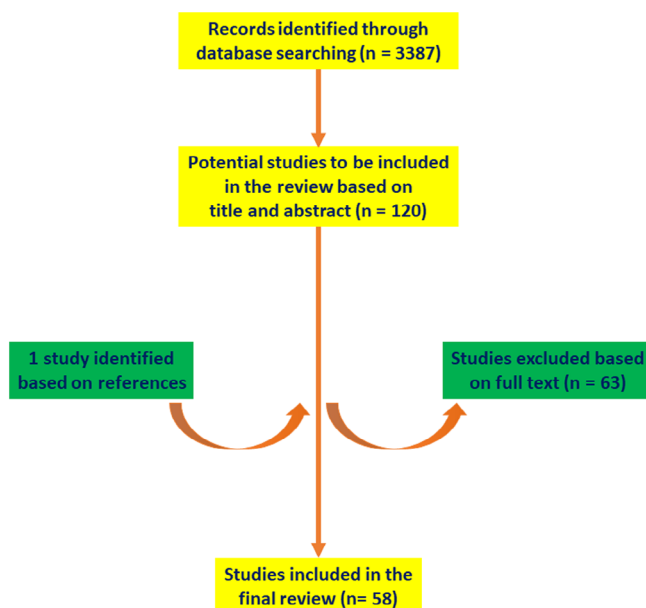 Records identified through
database searching (n = 3387)
Potential studies to be included
in the review based on
title and abstract (n = 120)
1 study identified
based on references
Studies excluded based
on full text (n = 63)
Studies included in the
final review (n= 58)